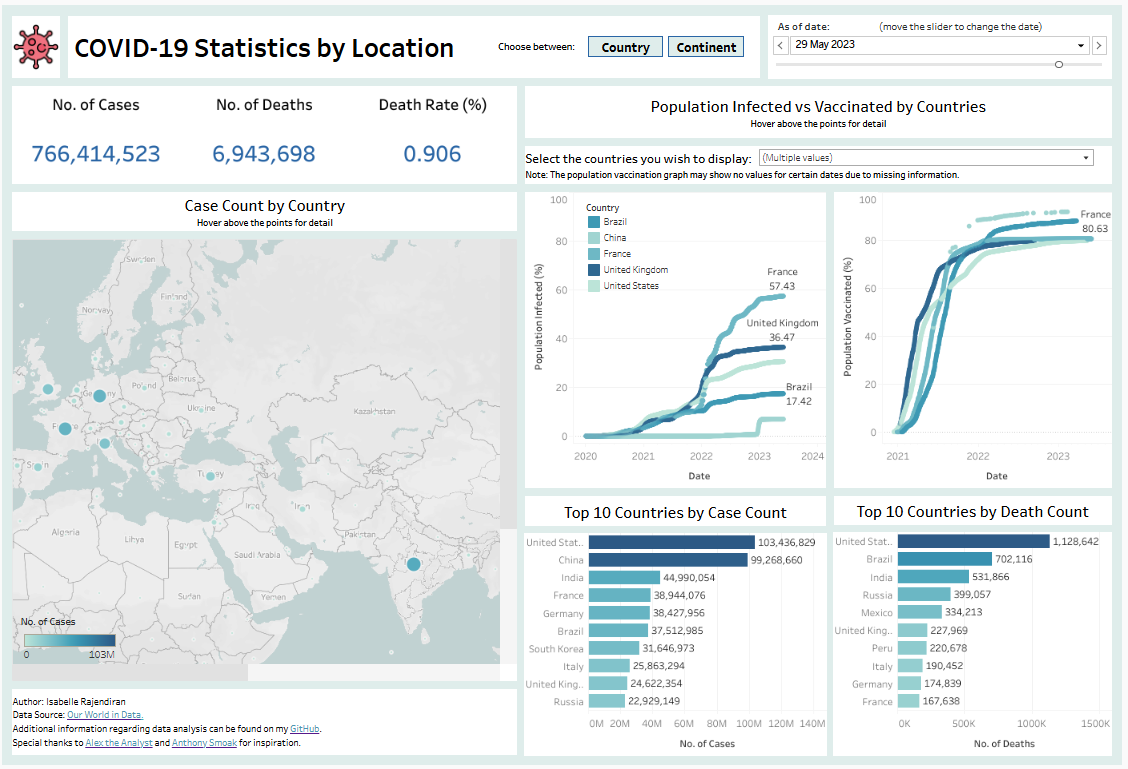 COVID-19 Statistics by Location
Choose between:
Country
Continent
As of date:
(move the slider to change the date)
29 May 2023
No. of Cases
No. of Deaths
Death Rate (%)
766,414,523
6,943,698
0.906
Population Infected vs Vaccinated by Countries
Hover above the points for detail
Select the countries you wish to display:
(Multiple values)
Note: The population vaccination graph may show no values for certain dates due to missing information.
Case Count by Country
Hover above the points for detail
Sweden
Finland
Norway
Poland
Belarus
Ukraine
Kazakhstan
Spain
Turkey
Iraq
Iran
Algeria
Libya
Egypt
Pakistan
Saudi Arabia
Sudan
Yemen
No. of Cases
0
103M
Population Infected (%)
100
80
60
40
20
0
Country
Brazil
China
France
United Kingdom
United States
France
57.43
United Kingdom
36.47
Brazil
17.42
2020
2021
2022
2023
2024
Date
Population Vaccinated (%)
100
80
60
40
20
0
France
80.63
2021
2022
2023
Date
Top 10 Countries by Case Count
United Stat..
103,436,829
China
99,268,660
India
44,990,054
France
38,944,076
Germany
38,427,956
Brazil
37,512,985
South Korea
31,646,973
Italy
25,863,294
United King..
24,622,354
Russia
22,929,149
0M
20M
40M
60M
80M
100M
120M
140M
No. of Cases
Top 10 Countries by Death Count
United Stat..
1,128,642
Brazil
702,116
India
531,866
Russia
399,057
Mexico
334,213
United King..
227,969
Peru
220,678
Italy
190,452
Germany
174,839
France
167,638
0K
500K
1000K
1500K
No. of Deaths
Author: Isabelle Rajendiran
Data Source: Our World in Data.
Additional information regarding data analysis can be found on my GitHub.
Special thanks to Alex the Analyst and Anthony Smoak for inspiration.